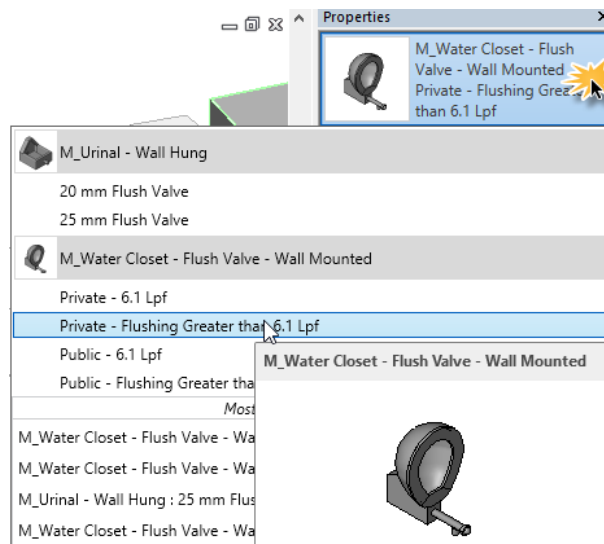 Properties
M_Water Closet - Flush
Valve - Wall Mounted
Private - Flushing
than 6.1 Lpf
M_Urinal - Wall Hung
20 mm Flush Valve
25 mm Flush Valve
M_Water Closet - Flush Valve - Wall Mounted
Private - 6.1 Lpf
Private - Flushing Greater than 6.1 Lpf
Public - 6.1 Lpf
M_Water Closet - Flush Valve - Wall Mounted
Public - Flushing Greater tha
Most
M_Water Closet - Flush Valve - Wa
M_Water Closet - Flush Valve - Wa
M_Urinal - Wall Hung : 25 mm Flus
M_Water Closet - Flush Valve - Wa